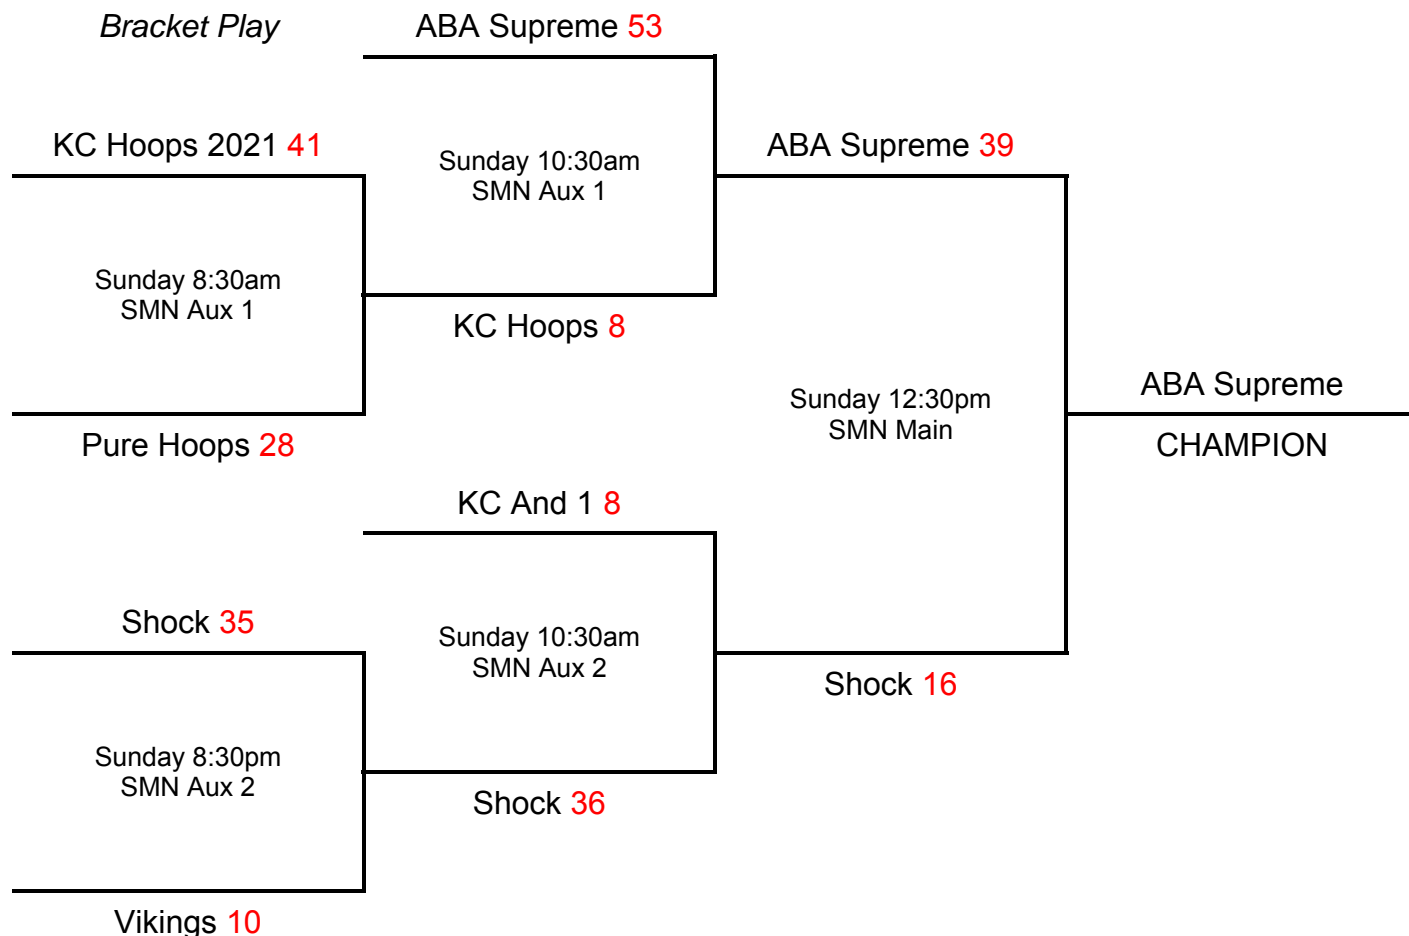 Bracket Play
ABA Supreme 53
KC Hoops 2021 41
Sunday 10:30am
SMN Aux 1
ABA Supreme 39
Sunday 8:30am
SMN Aux 1
KC Hoops 8
Pure Hoops 28
Sunday 12:30pm
SMN Main
ABA Supreme
CHAMPION
KC And 1 8
Shock 35
Sunday 10:30am
SMN Aux 2
Shock 16
Sunday 8:30pm
SMN Aux 2
Shock 36
Vikings 10